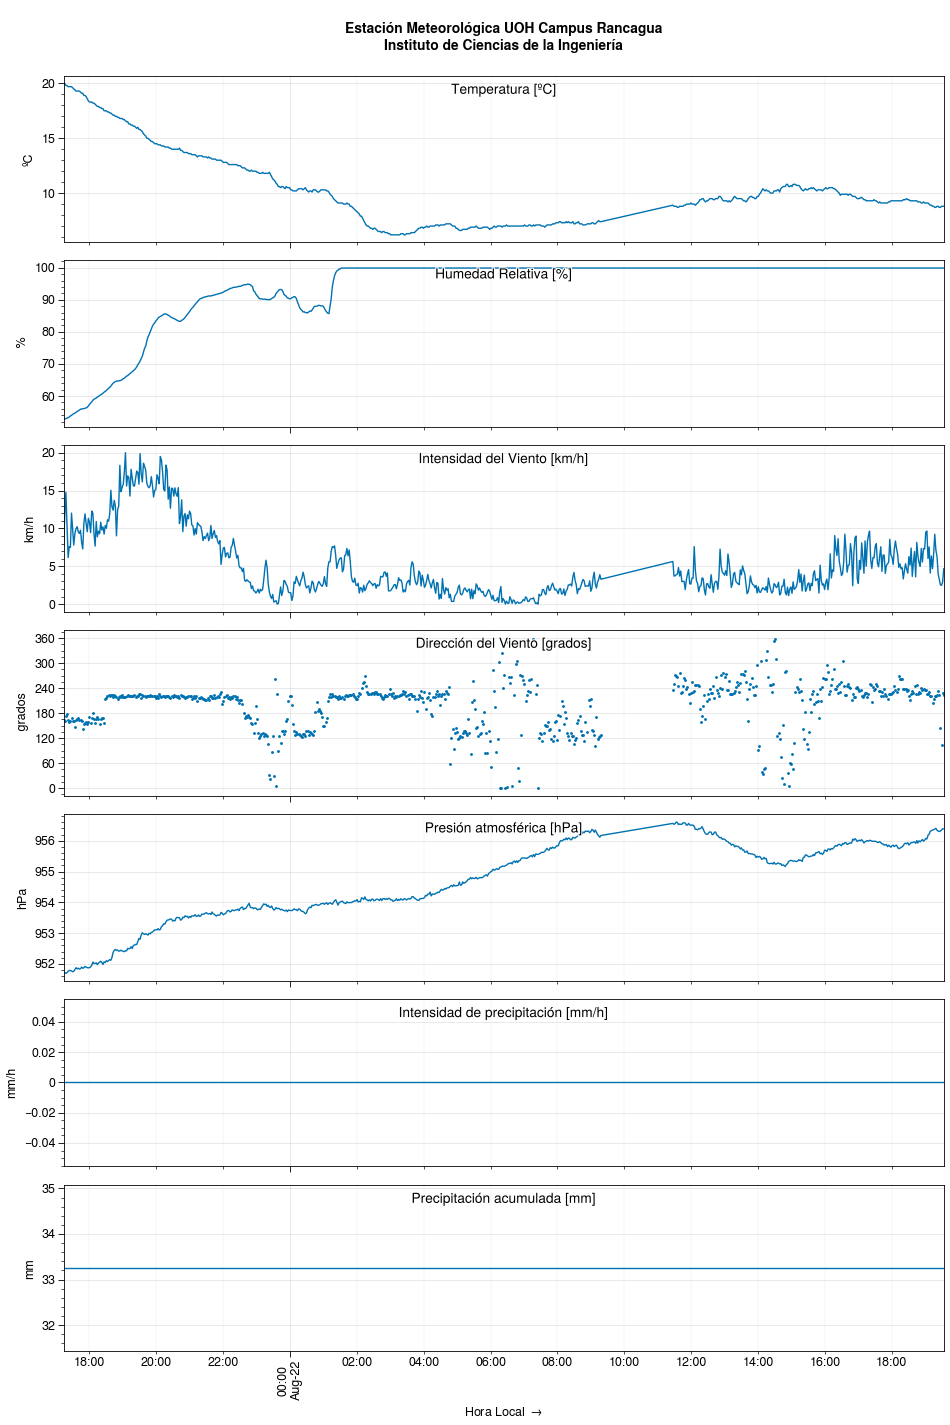 Estación Meteorológica UOH Campus Rancagua
Instituto de Ciencias de la Ingeniería
Temperatura [ºC]
20
15
10
ºC
Humedad Relativa [%]
100
90
80
70
60
%
Intensidad del Viento [km/h]
20
15
10
5
0
km/h
Dirección del Viento [grados]
360
300
240
180
120
60
0
grados
Presión atmosférica [hPa]
956
955
954
953
952
hPa
Intensidad de precipitación [mm/h]
0.04
0.02
0
−0.02
−0.04
mm/h
Precipitación acumulada [mm]
35
34
33
32
mm
18:00 20:00 22:00 00:00 02:00 04:00 06:00 08:00 10:00 12:00 14:00 16:00 18:00
Aug-22
Hora Local →